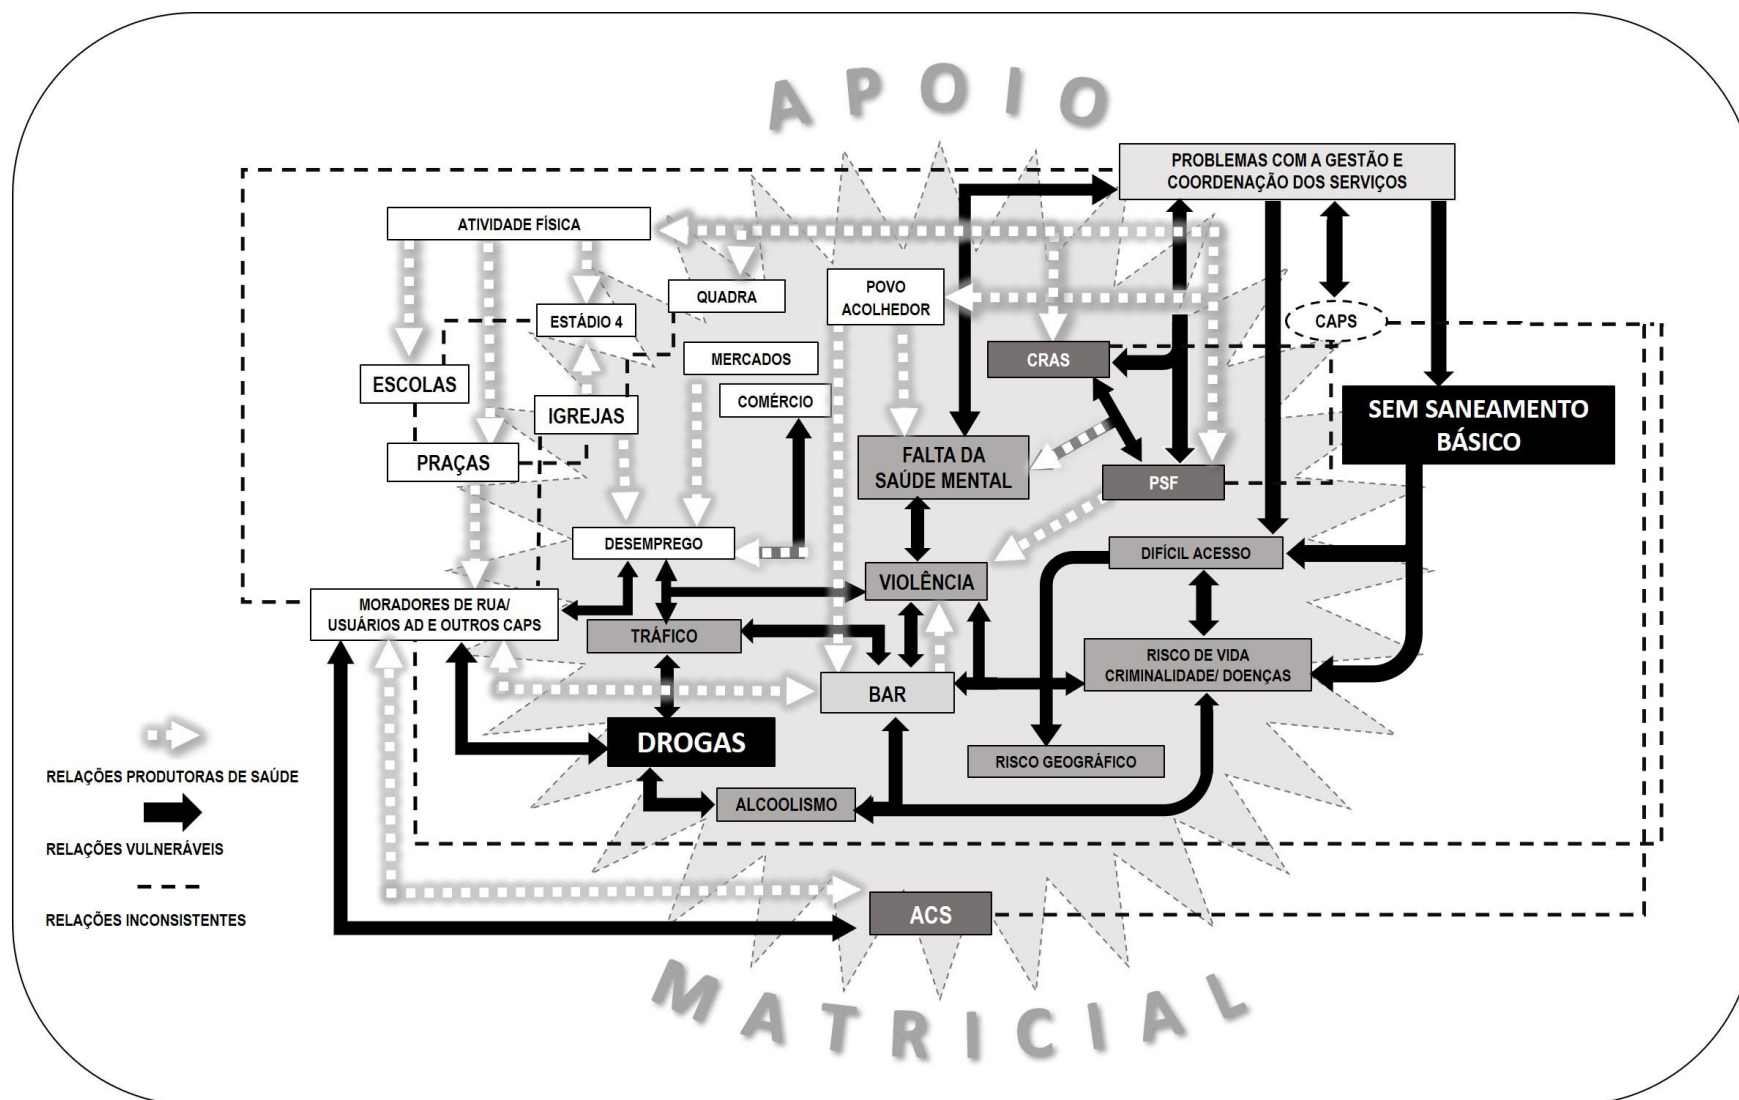 APOIO
PROBLEMAS COM A GESTÃO E
COORDENAÇÃO DOS SERVIÇOS
ATIVIDADE FÍSICA
QUADRA
POVO
ACOLHEDOR
ESTÁDIO 4
CAPS
MERCADOS
CRAS
ESCOLAS
COMÉRCIO
IGREJAS
SEM SANEAMENTO
BÁSICO
PRAÇAS
FALTA DA
SAÚDE MENTAL
PSF
DESEMPREGO
DIFÍCIL ACESSO
VIOLÊNCIA
MORADORES DE RUA/
USUÁRIOS AD E OUTROS CAPS
TRÁFICO
RISCO DE VIDA
CRIMINALIDADE/ DOENÇAS
BAR
DROGAS
RISCO GEOGRÁFICO
RELAÇÕES PRODUTORAS DE SAÚDE
ALCOOLISMO
RELAÇÕES VULNERÁVEIS
ACS
RELAÇÕES INCONSISTENTES
MATRICIAL